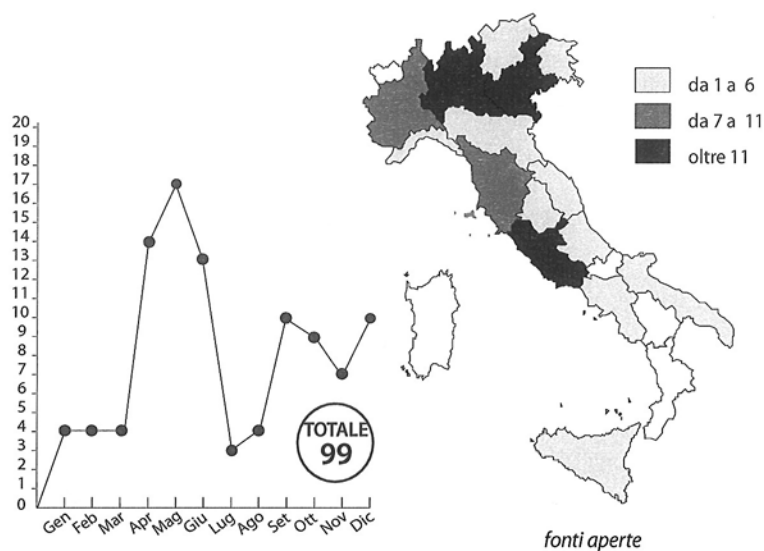 da 1 a 6
da 7 a 11
oltre 11
20
19
18
17
16
15
14
13
12
11
10
9
8
7
6
5
4
3
2
1
0
Gen
Feb
Mar
Apr
Mag
Giu
Lug
Ago
Set
Ott
Nov
Dic
TOTALE
99
fonti aperte